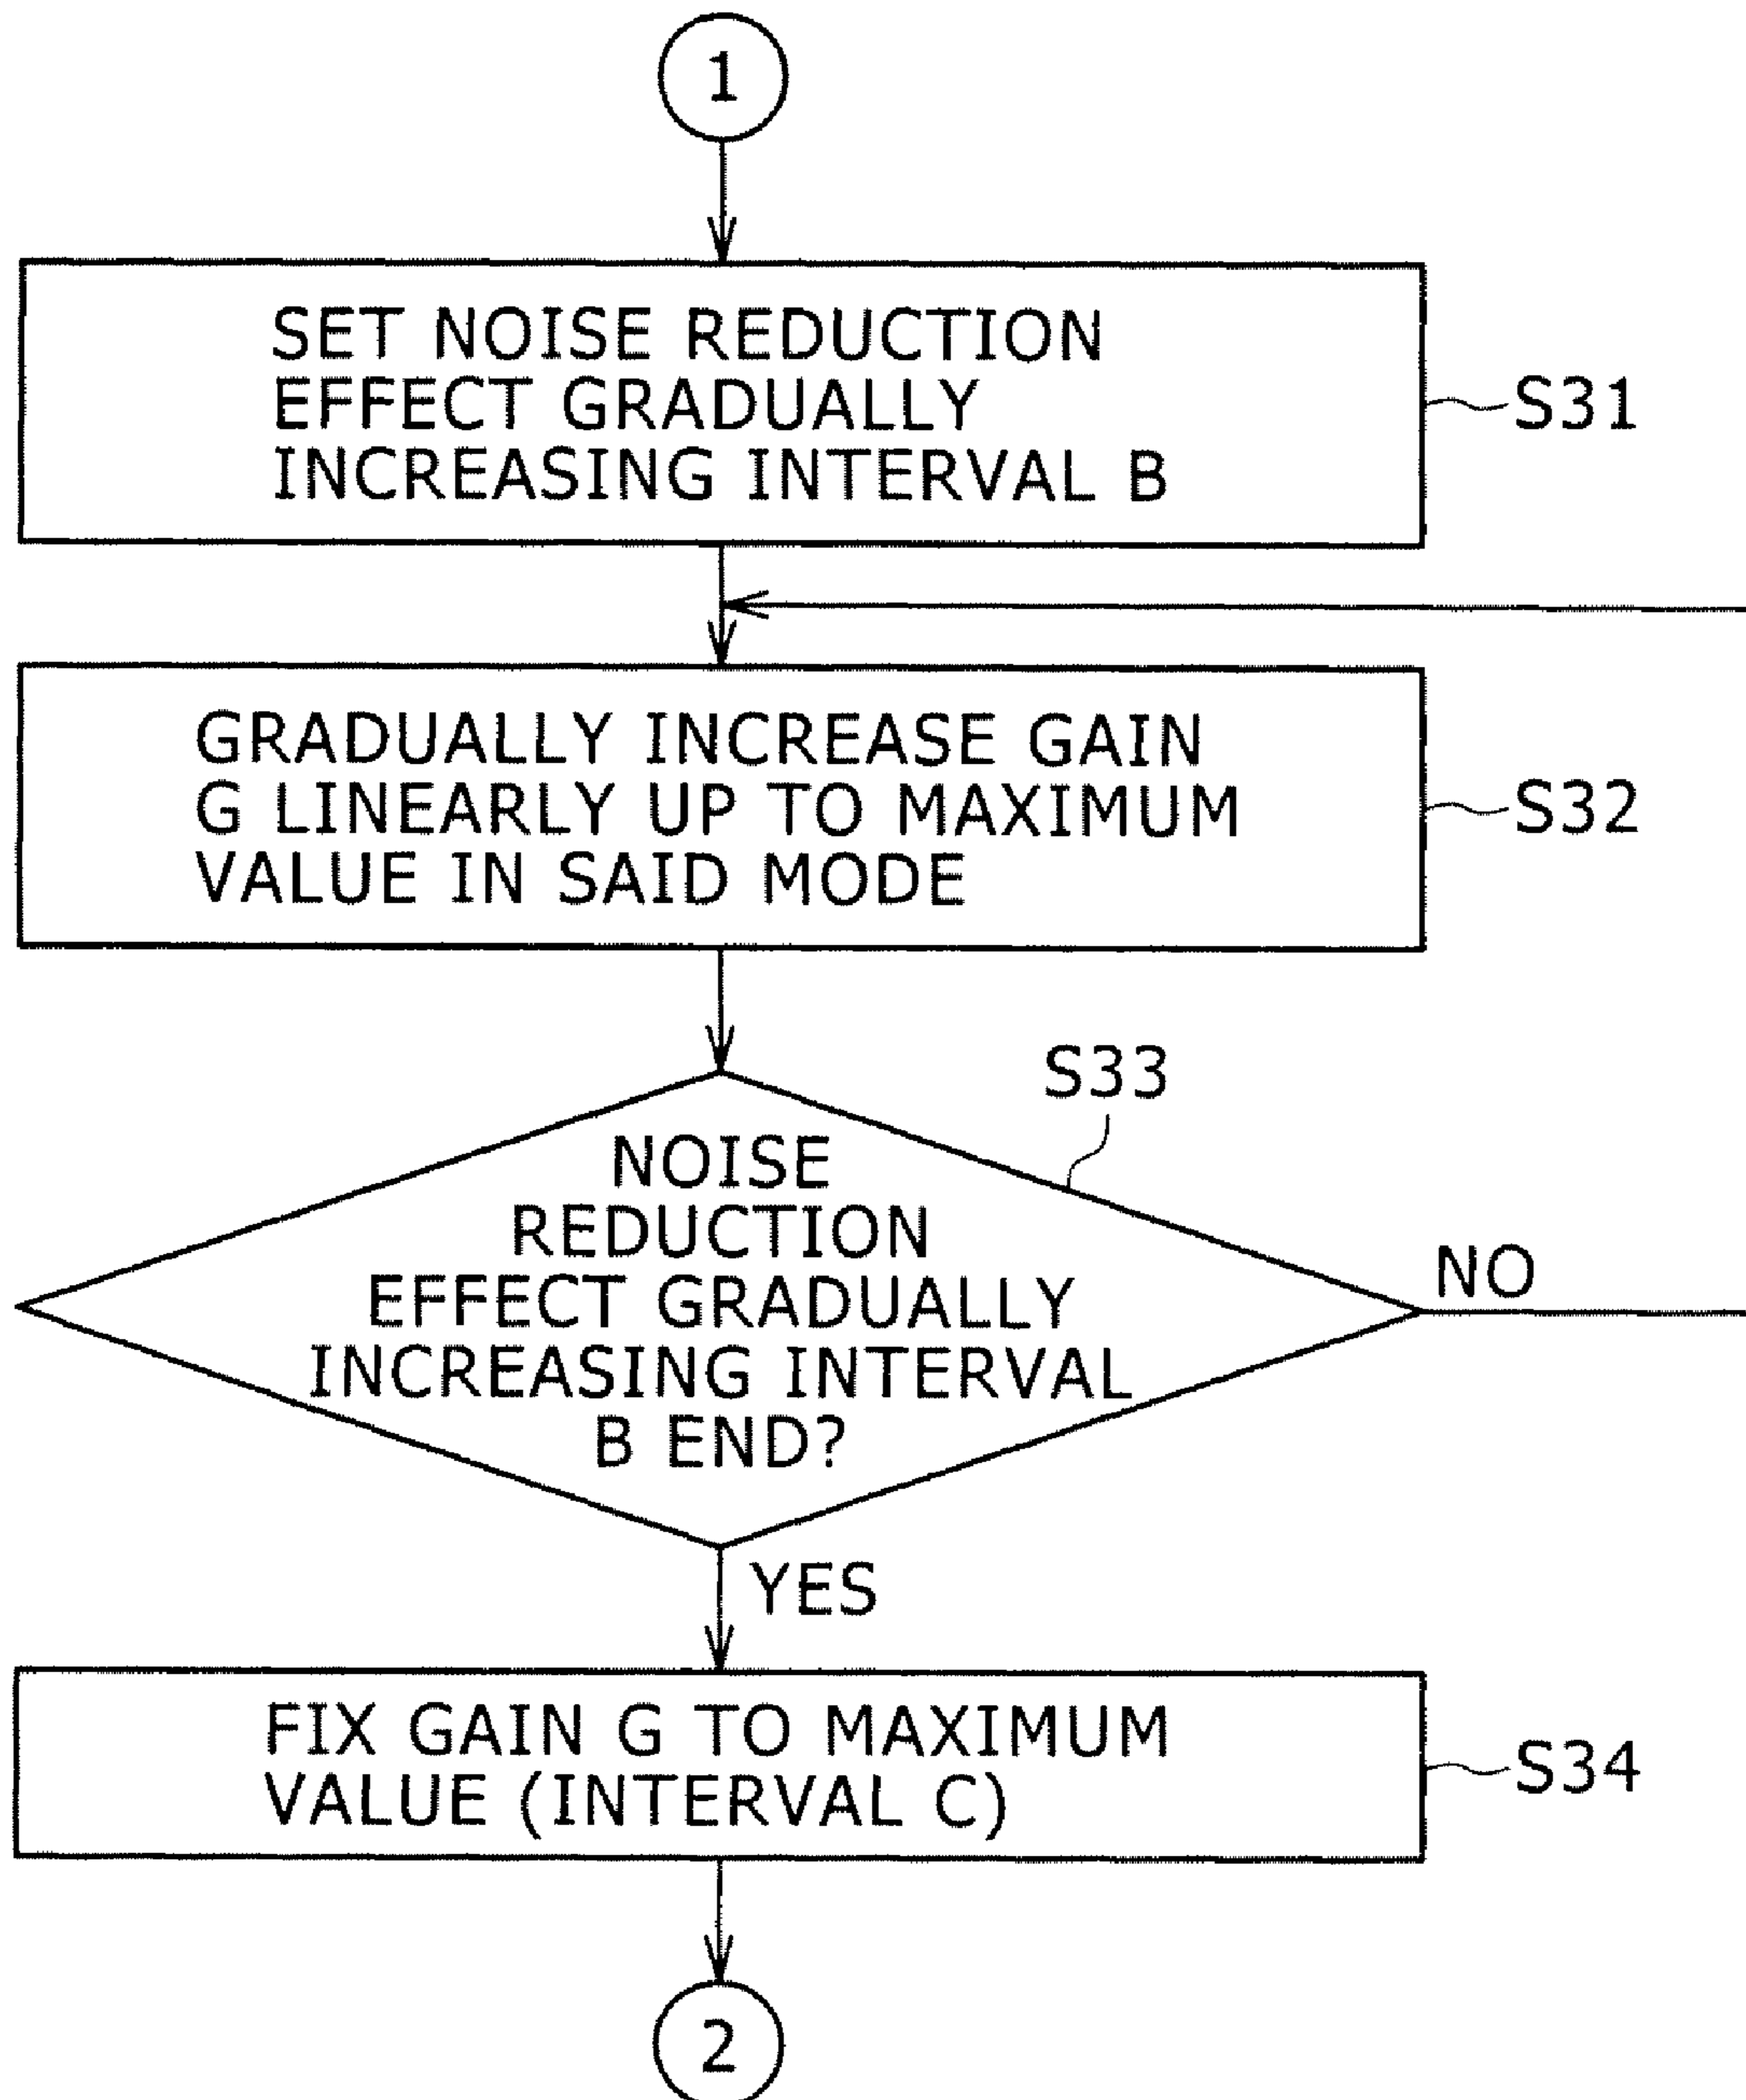 1
SET NOISE REDUCTION
EFFECT GRADUALLY
INCREASING INTERVAL B
S31
GRADUALLY INCREASE GAIN
G LINEARLY UP TO MAXIMUM
VALUE IN SAID MODE
S32
S33
NOISE
REDUCTION
EFFECT GRADUALLY
INCREASING INTERVAL
B END?
NO
YES
FIX GAIN G TO MAXIMUM
VALUE (INTERVAL C)
S34
2